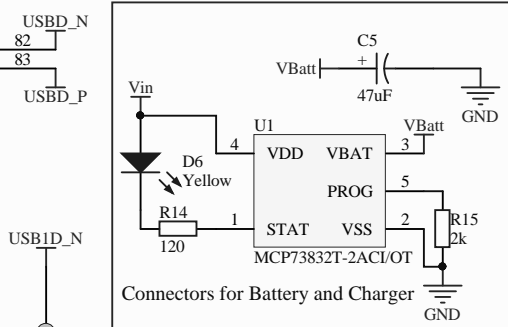 USBD_N
82
83
USBD_P
USB1D_N
C5
+
VBatt
47uF
GND
Vin
U1
VBatt
4
VDD
VBAT
3
D6
Yellow
PROG
5
R14
1
STAT
VSS
2
R15
2k
120
MCP73832T-2ACI/OT
Connectors for Battery and Charger
GND